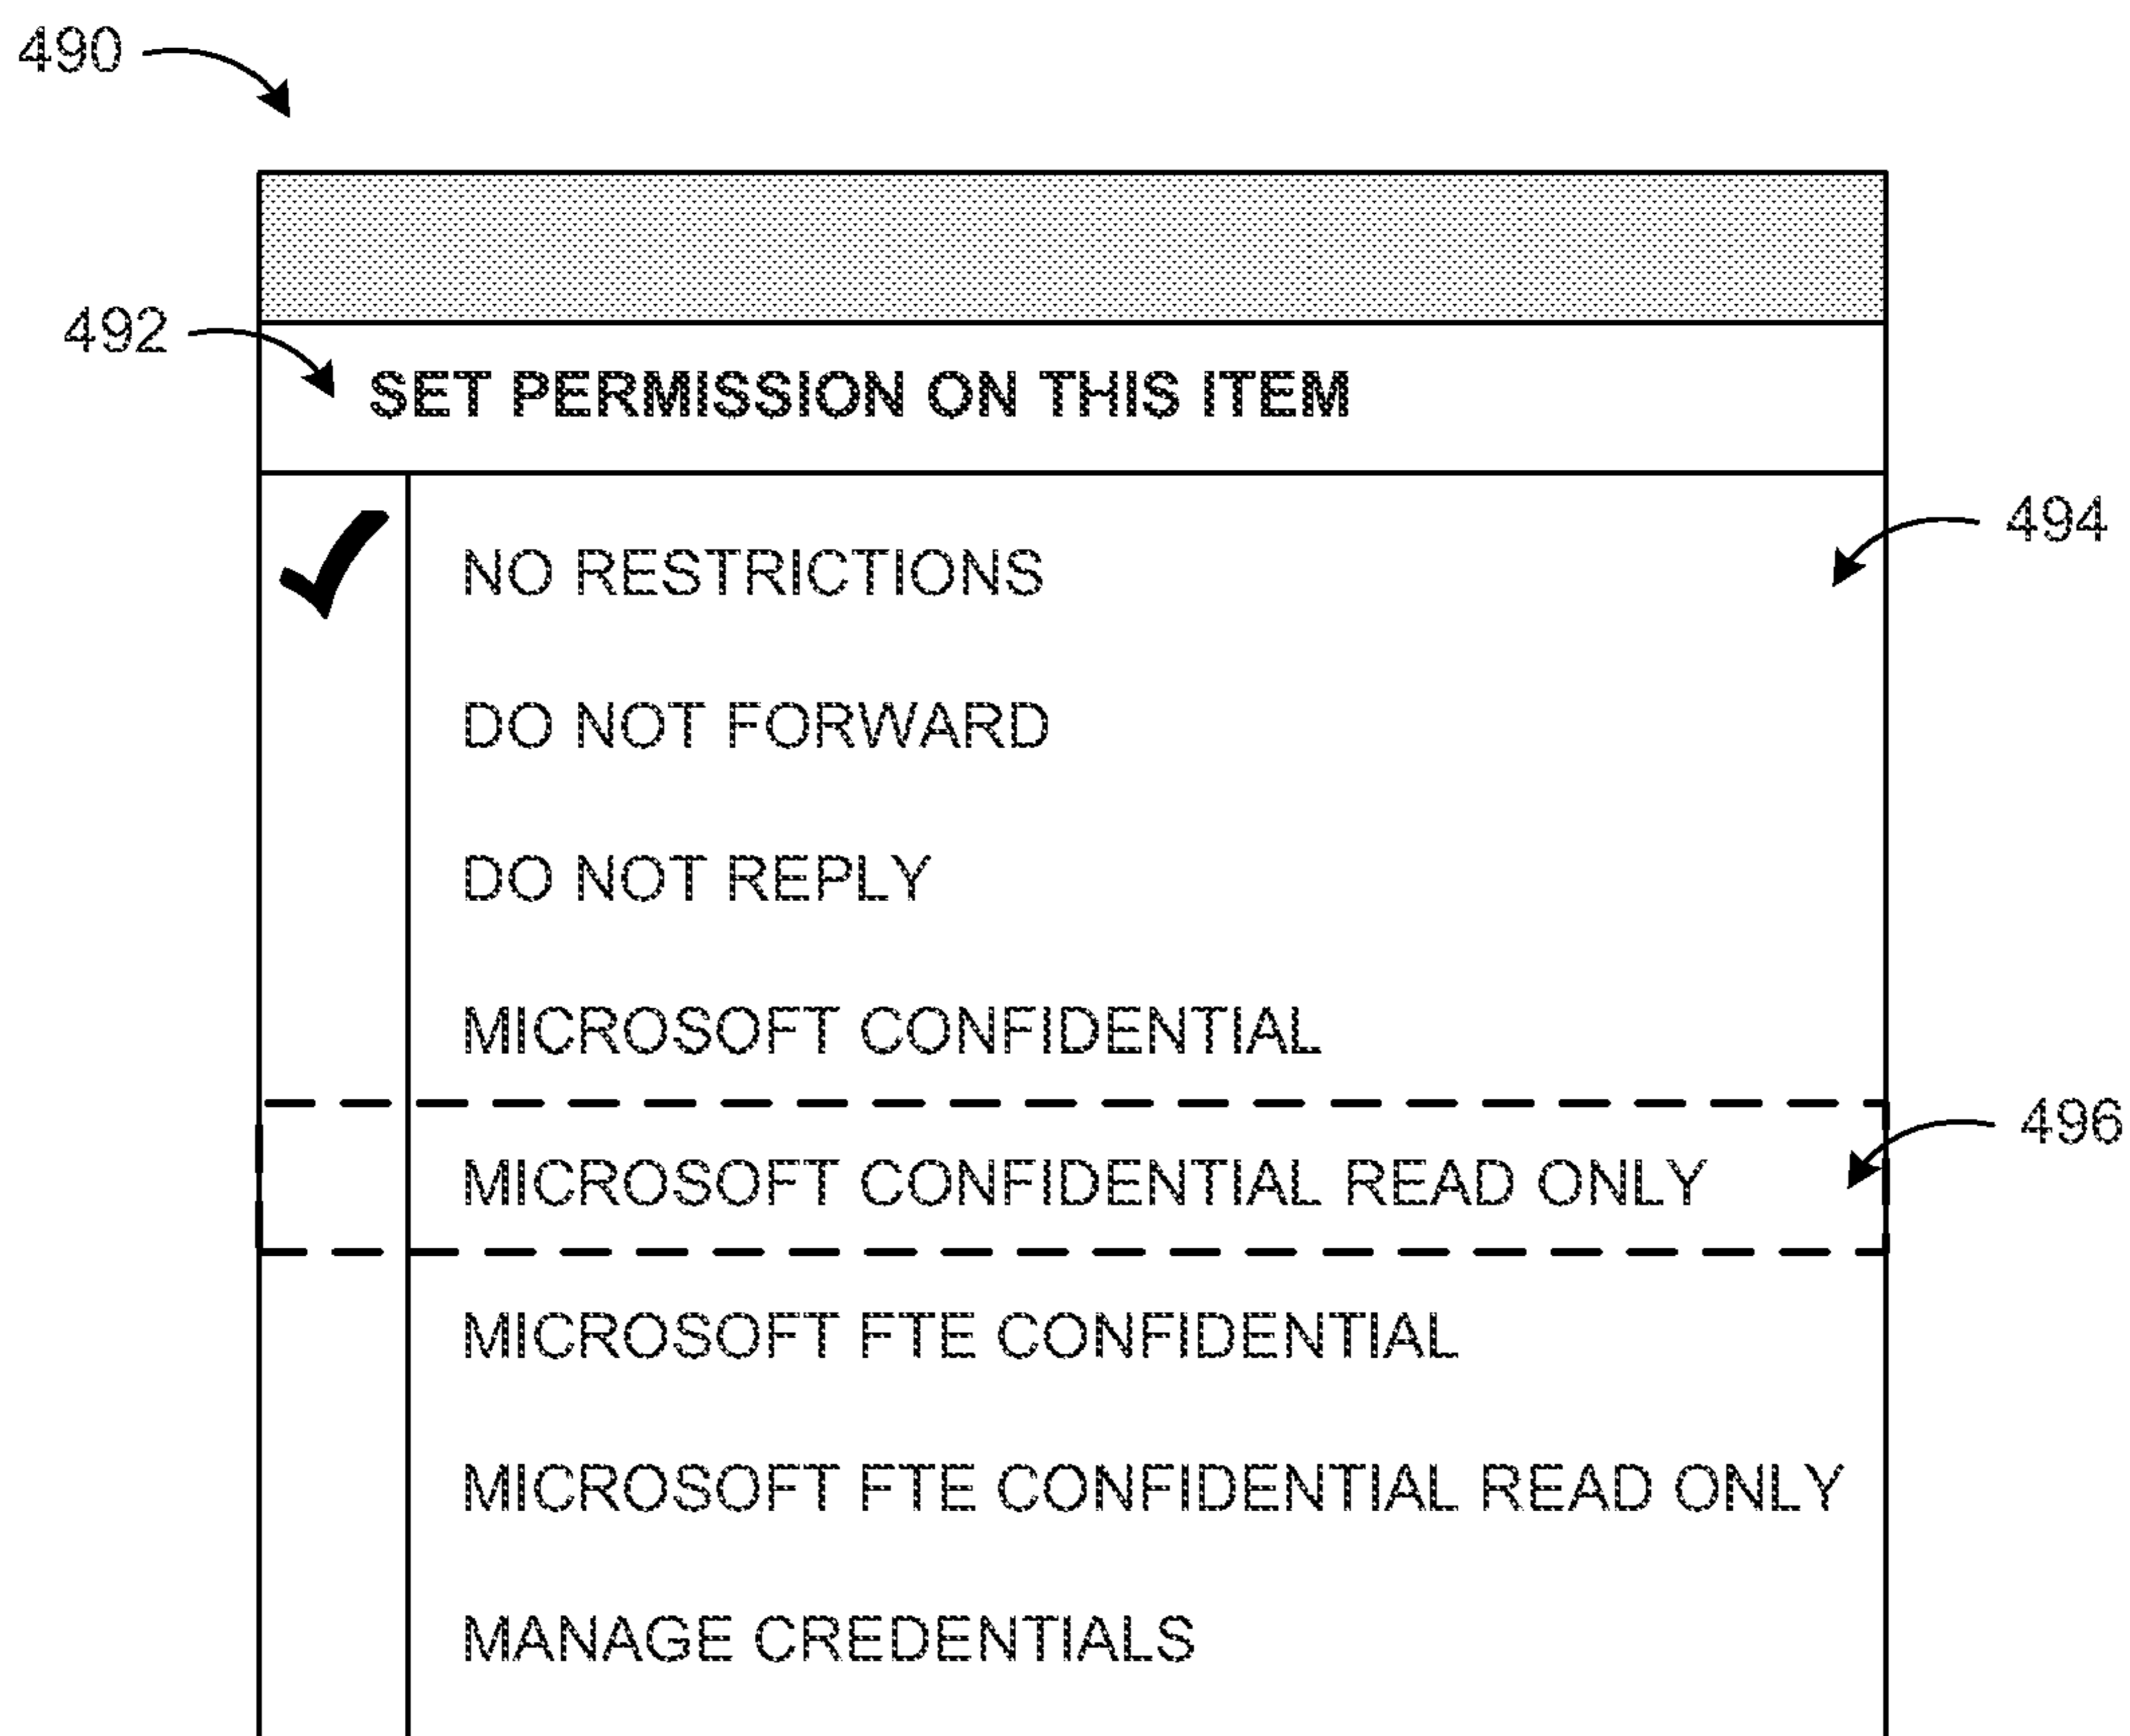 490
492
SET PERMISSION ON THIS ITEM
NO RESTRICTIONS
494
DO NOT FORWARD
DO NOT REPLY
MICROSOFT CONFIDENTIAL
MICROSOFT CONFIDENTIAL READ ONLY
496
MICROSOFT FTE CONFIDENTIAL
MICROSOFT FTE CONFIDENTIAL READ ONLY
MANAGE CREDENTIALS